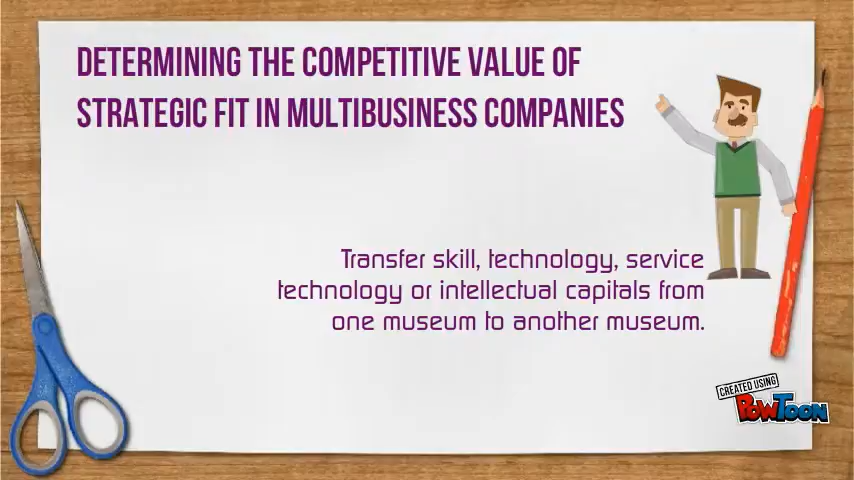 DETERMINING THE COMPETITIVE VALUE OF
STRATEGIC FIT IN MULTIBUSINESS COMPANIES
Transfer skill, technology, service
technology or intellectual capitals from
one museum to another museum.
CREATED USING
POWTOON